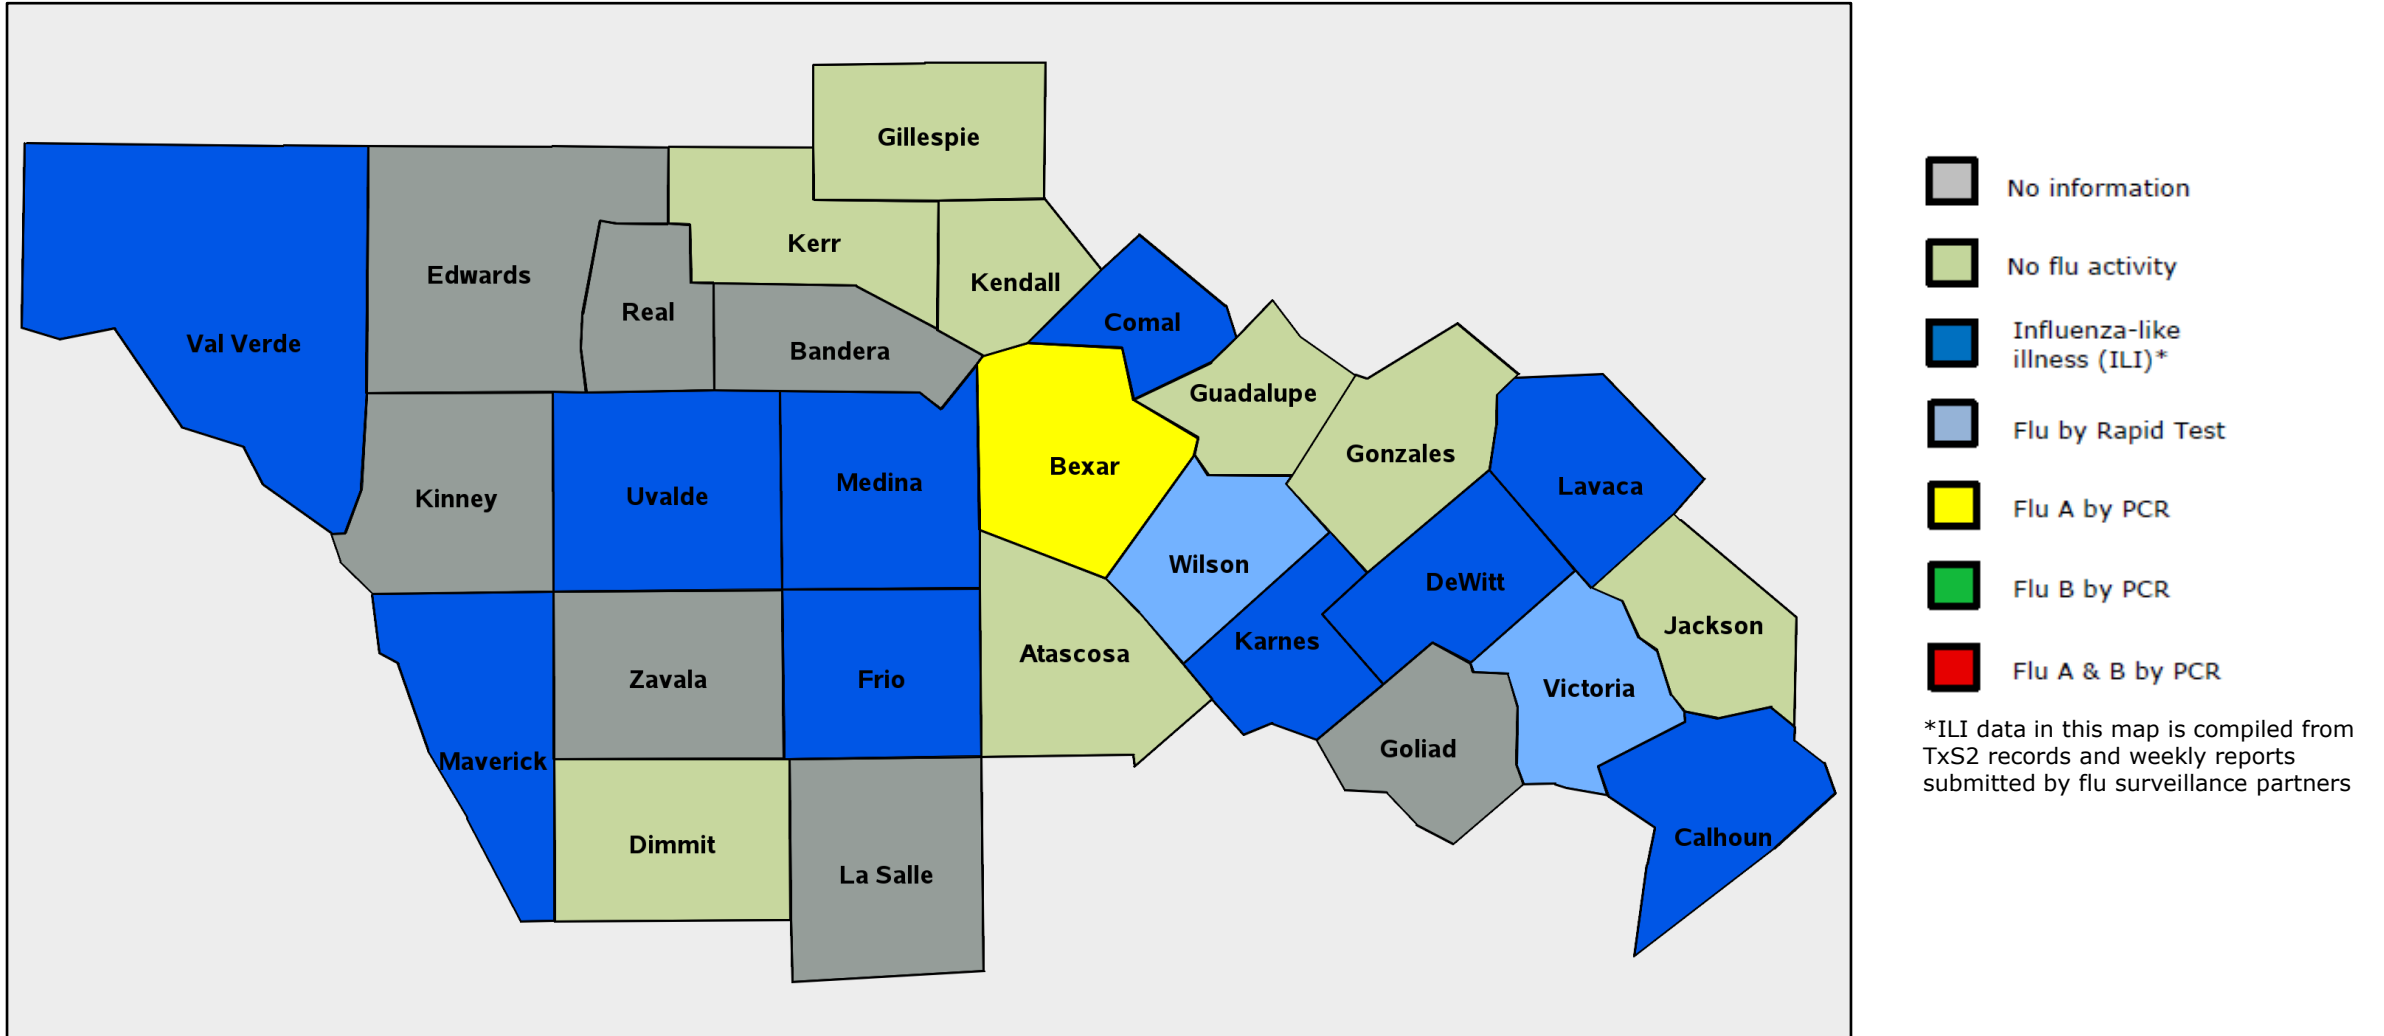 Gillespie
Kerr
Edwards
Kendall
Real
Comal
Val Verde
Bandera
Guadalupe
Gonzales
Bexar
Medina
Lavaca
Uvalde
Kinney
Wilson
DeWitt
Jackson
Karnes
Atascosa
Zavala
Frio
Victoria
Goliad
Maverick
Calhoun
Dimmit
La Salle
No information
No flu activity
Influenza-like
illness (ILI)*
Flu by Rapid Test
Flu A by PCR
Flu B by PCR
Flu A & B by PCR
*ILI data in this map is compiled from
TxS2 records and weekly reports
submitted by flu surveillance partners